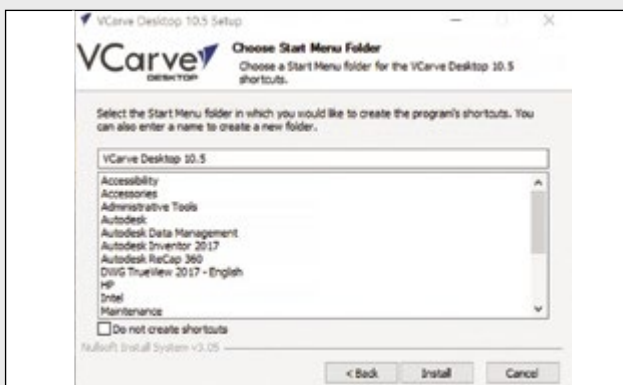 VCarve Desktop 10.5 Setup
VCarve
DESKTOP
Choose Start Menu Folder
Choose a Start Menu folder for the VCarve Desktop 10.5
shortcuts.
Select the Start Menu folder in which you would like to create the program's shortcuts. You
can also enter a name to create a new folder.
VCarve Desktop 10.5
Accessibility
Accessories
Administrative Tools
Autodesk
Autodesk Data Management
Autodesk Inventor 2017
Autodesk ReCap 360
DWG TrueView 2017 - English
HP
Intel
Maintenance
Do not create shortcuts
Nullsoft Install System v3.05
< Back Install Cancel